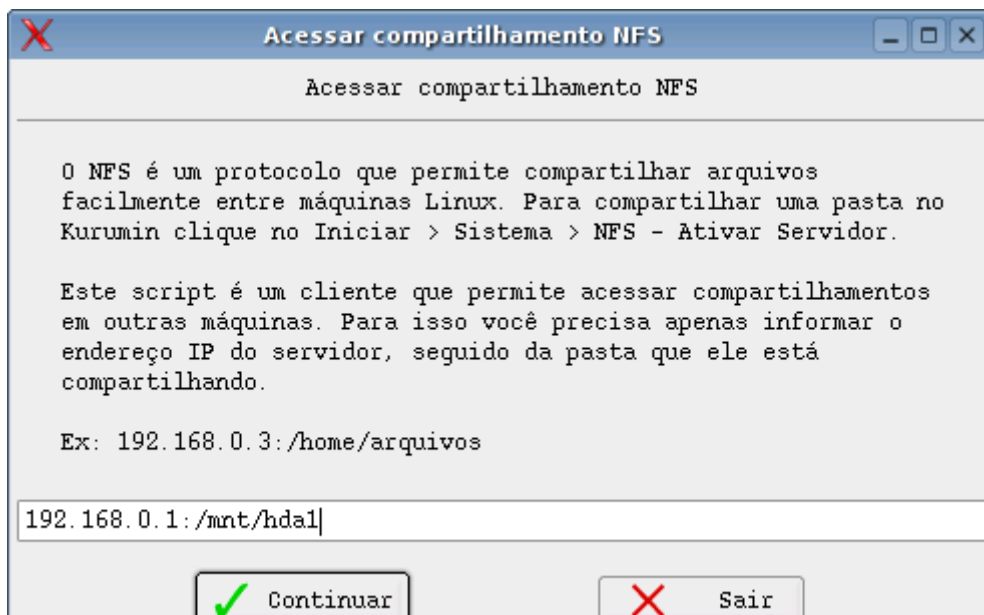 Acessar compartilhamento NFS
Acessar compartilhamento NFS
O NFS é um protocolo que permite compartilhar arquivos
facilmente entre máquinas Linux. Para compartilhar uma pasta no
Kurumin clique no Iniciar > Sistema > NFS - Ativar Servidor.
Este script é um cliente que permite acessar compartilhamentos
em outras máquinas. Para isso você precisa apenas informar o
endereço IP do servidor, seguido da pasta que ele está
compartilhando.
Ex: 192.168.0.3:/home/arquivos
192.168.0.1:/mnt/hda1
Continuar Sair